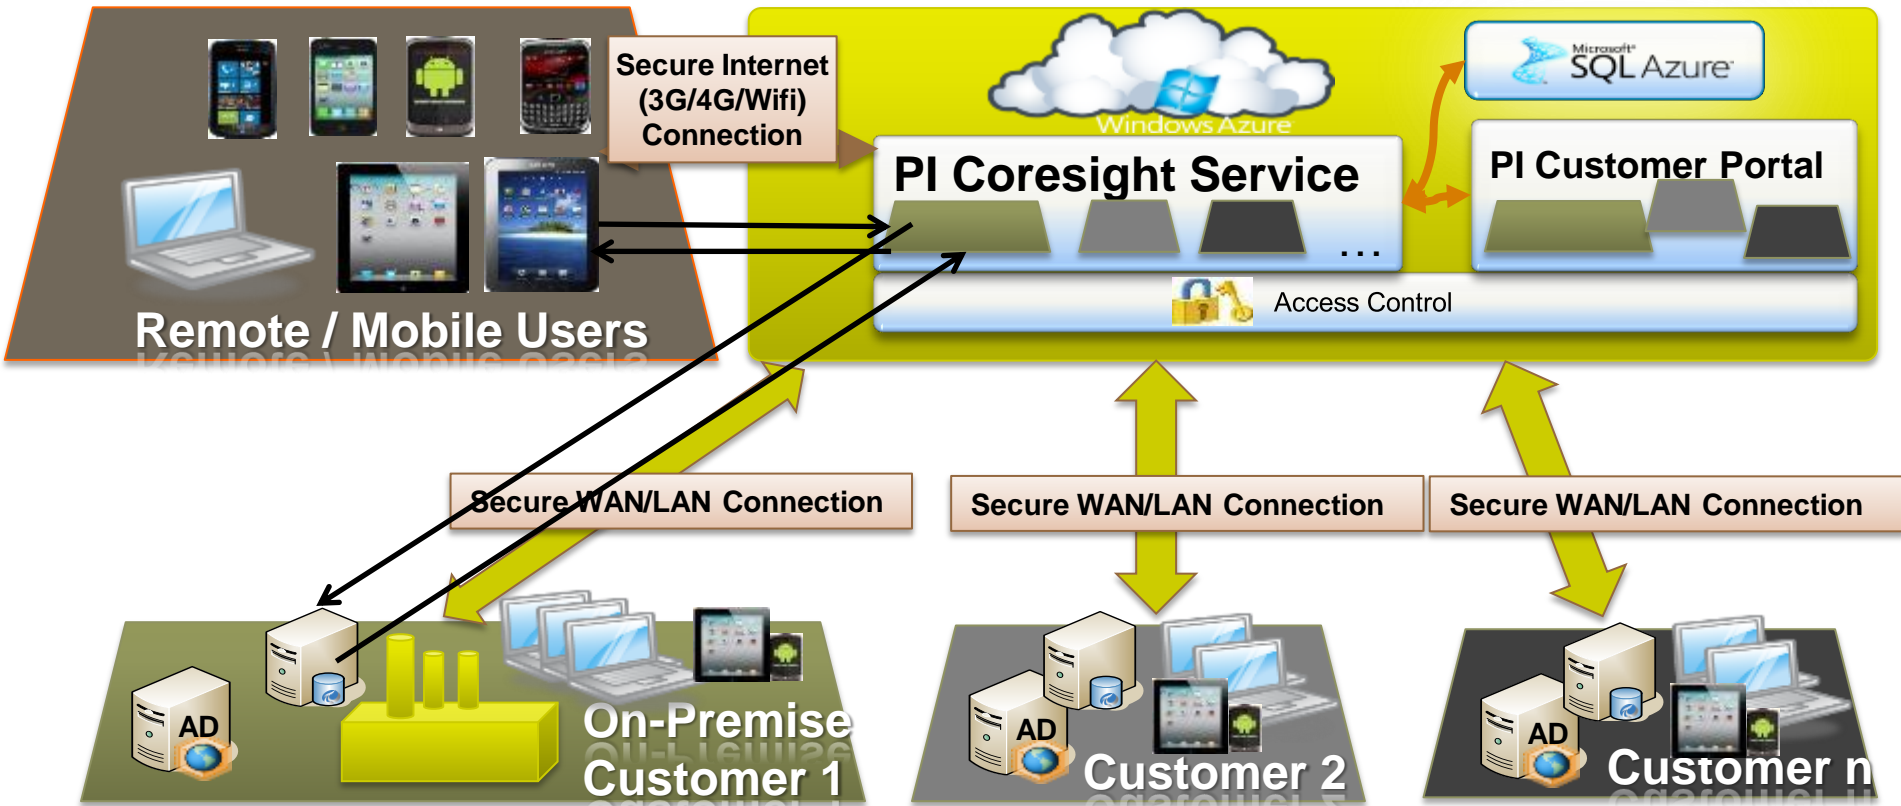 Secure Internet
(3G/4G/Wifi)
Connection
Remote / Mobile Users
Windows Azure
Microsoft®
SQL Azure™
PI Coresight Service
. . .
PI Customer Portal
Access Control
Secure WAN/LAN Connection
Secure WAN/LAN Connection
Secure WAN/LAN Connection
AD
On-Premise
Customer 1
AD
Customer 2
AD
Customer n